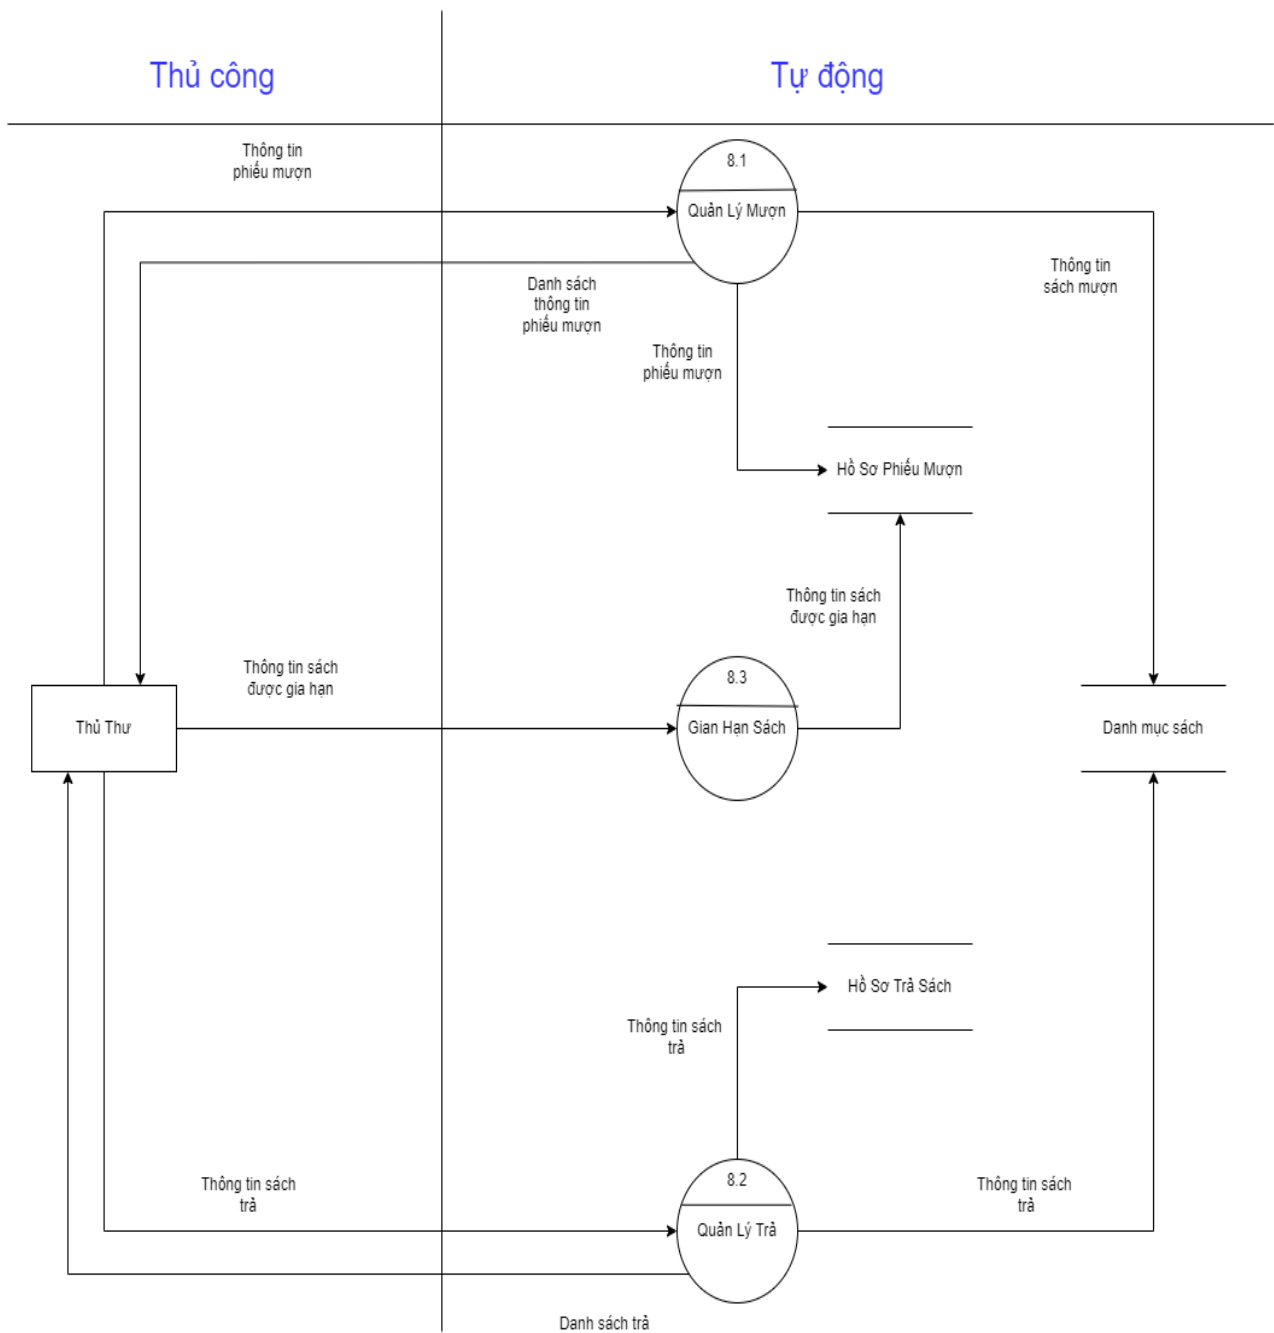 Thủ công
Tự động
Thông tin
phiếu mượn
8.1
Quản Lý Mượn
Danh sách
thông tin
phiếu mượn
Thông tin
sách mượn
Thông tin
phiếu mượn
Hồ Sơ Phiếu Mượn
Thông tin sách
được gia hạn
Thông tin sách
được gia hạn
8.3
Gian Hạn Sách
Thủ Thư
Danh mục sách
Hồ Sơ Trả Sách
Thông tin sách
trả
Thông tin sách
trả
8.2
Quản Lý Trả
Thông tin sách
trả
Danh sách trả